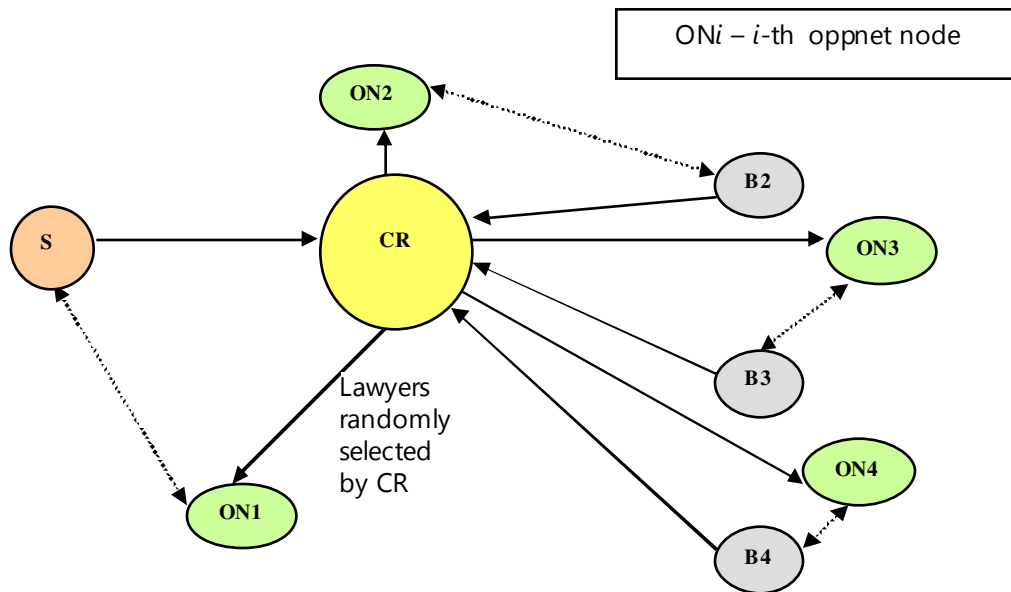 ONi – i-th oppnet node
ON2
B2
S
CR
ON3
B3
Lawyers
randomly
selected
by CR
ON4
ON1
B4